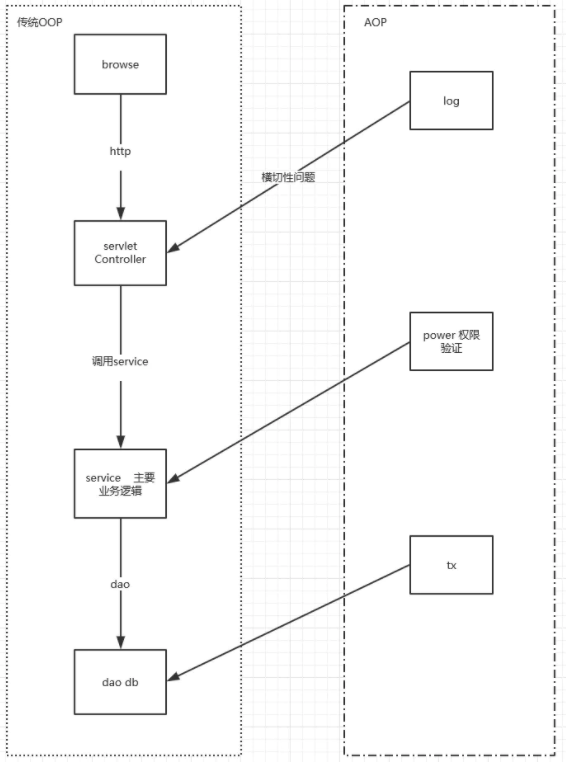 传统OOP
browse
http
servlet
Controller
调用service
service 主要
业务逻辑
dao
dao db
横切性问题
AOP
log
power 权限
验证
tx